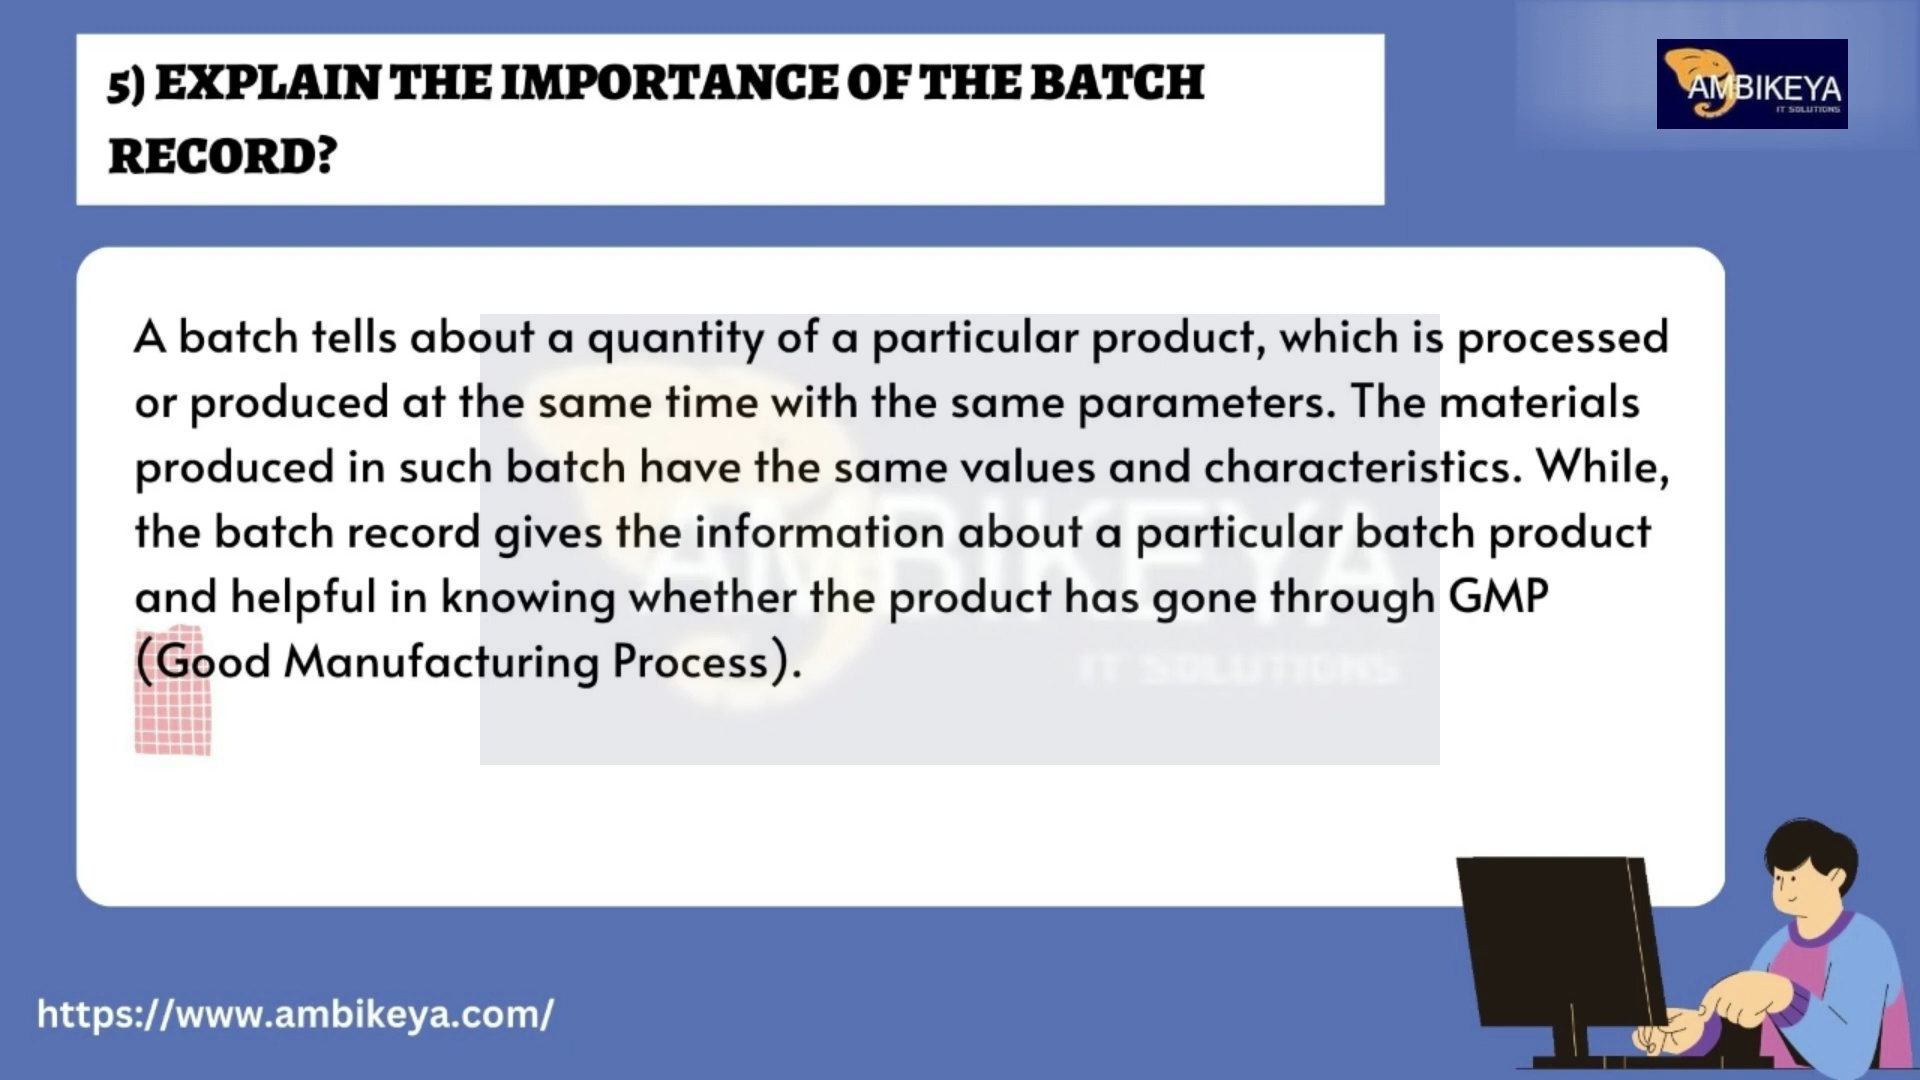 5) EXPLAIN THE IMPORTANCE OF THE BATCH
RECORD?
AMBIKEYA
IT SOLUTIONS
A batch tells about a quantity of a particular product, which is processed
or produced at the same time with the same parameters. The materials
produced in such batch have the same values and characteristics. While,
the batch record gives the information about a particular batch product
and helpful in knowing whether the product has gone through GMP
(Good Manufacturing Process).
AMBIKEYA
IT SOLUTIONS
https://www.ambikeya.com/